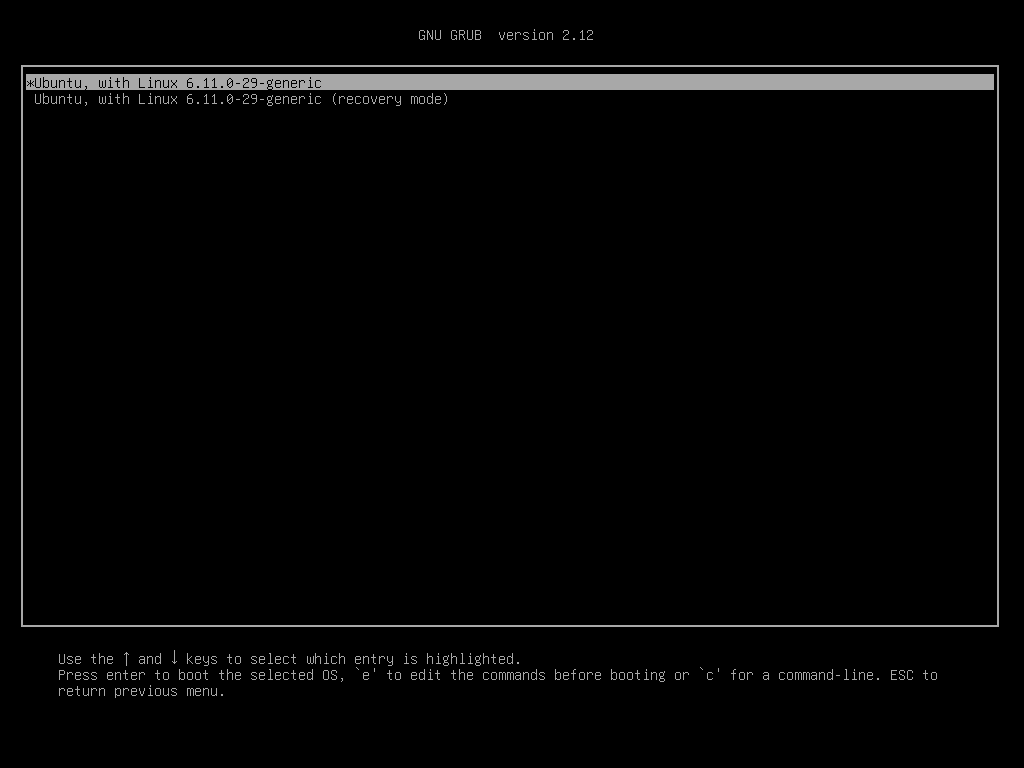 GNU GRUB  version 2.12
*Ubuntu, with Linux 6.11.0-29-generic
Ubuntu, with Linux 6.11.0-29-generic (recovery mode)
Use the ↑ and ↓ keys to select which entry is highlighted.
Press enter to boot the selected OS, `e' to edit the commands before booting or `c' for a command-line. ESC to
return previous menu.